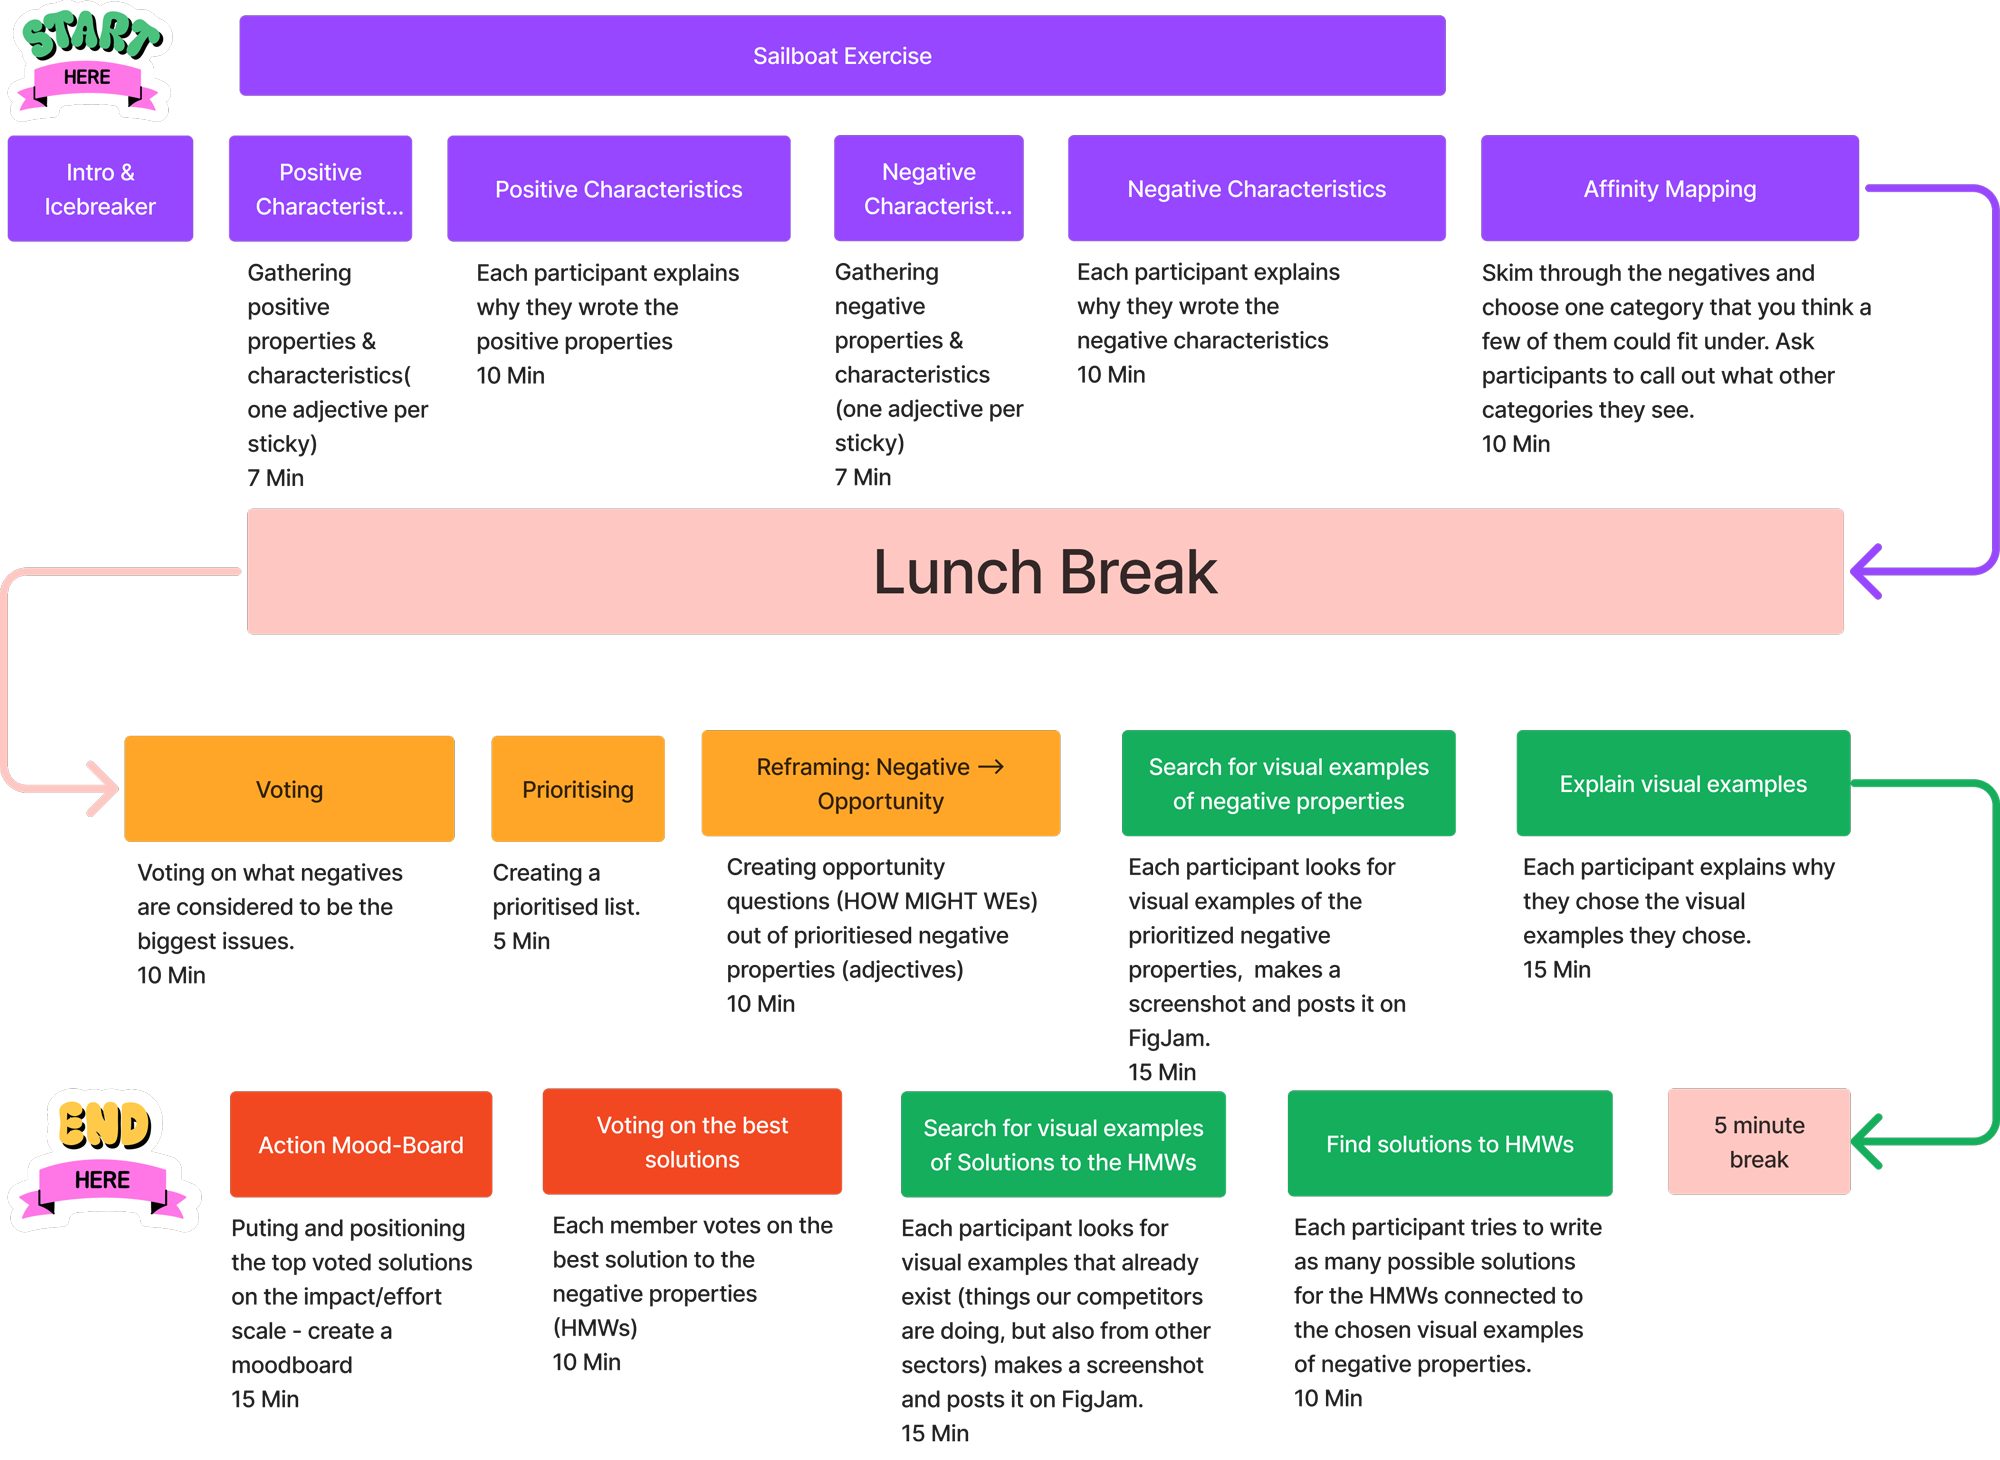 START
HERE
Sailboat Exercise
Intro &
Icebreaker
Positive
Characterist...
Gathering
positive
properties &
characteristics(
one adjective per
sticky)
7 Min
Positive Characteristics
Each participant explains
why they wrote the
positive properties
10 Min
Negative
Characterist...
Gathering
negative
properties &
characteristics
(one adjective per
sticky)
7 Min
Negative Characteristics
Each participant explains
why they wrote the
negative characteristics
10 Min
Affinity Mapping
Skim through the negatives and
choose one category that you think a
few of them could fit under. Ask
participants to call out what other
categories they see.
10 Min
Lunch Break
Voting
Voting on what negatives
are considered to be the
biggest issues.
10 Min
Prioritising
Creating a
prioritised list.
5 Min
Reframing: Negative →
Opportunity
Creating opportunity
questions (HOW MIGHT WEs)
out of prioritiesed negative
properties (adjectives)
10 Min
Search for visual examples
of negative properties
Each participant looks for
visual examples of the
prioritized negative
properties,  makes a
screenshot and posts it on
FigJam.
15 Min
Explain visual examples
Each participant explains why
they chose the visual
examples they chose.
15 Min
5 minute
break
Find solutions to HMWs
Each participant tries to write
as many possible solutions
for the HMWs connected to
the chosen visual examples
of negative properties.
10 Min
Search for visual examples
of Solutions to the HMWs
Each participant looks for
visual examples that already
exist (things our competitors
are doing, but also from other
sectors) makes a screenshot
and posts it on FigJam.
15 Min
Voting on the best
solutions
Each member votes on the
best solution to the
negative properties
(HMWs)
10 Min
Action Mood-Board
Puting and positioning
the top voted solutions
on the impact/effort
scale - create a
moodboard
15 Min
END
HERE